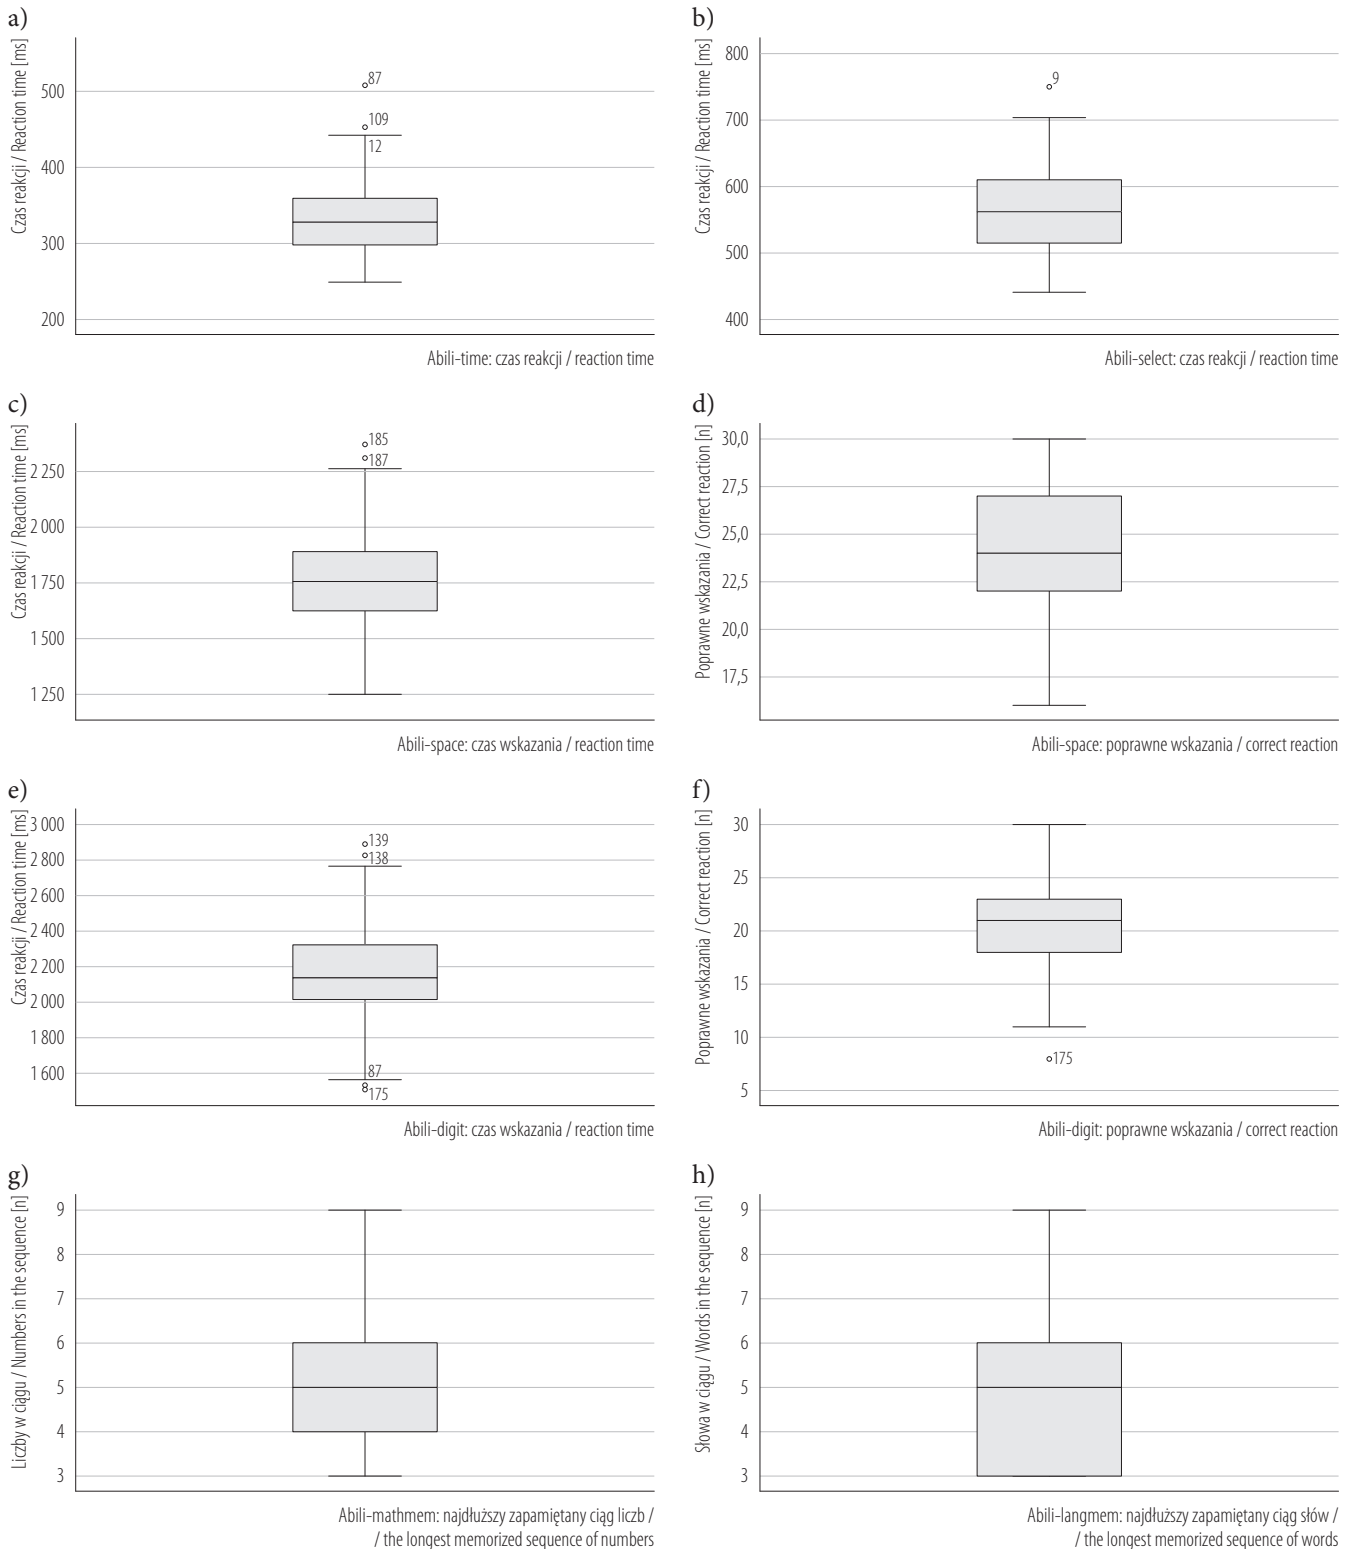 a)
Czas reakcji / Reaction time [ms]
500
400
300
200
87
109
12
Abili-time: czas reakcji / reaction time
b)
Czas reakcji / Reaction time [ms]
800
700
600
500
400
9
Abili-select: czas reakcji / reaction time
c)
Czas reakcji / Reaction time [ms]
2 250
2 000
1 750
1 500
1 250
185
187
Abili-space: czas wskazania / reaction time
d)
Poprawne wskazania / Correct reaction [n]
30,0
27,5
25,0
22,5
20,0
17,5
Abili-space: poprawne wskazania / correct reaction
e)
Czas reakcji / Reaction time [ms]
3 000
2 800
2 600
2 400
2 200
2 000
1 800
1 600
139
138
87
175
Abili-digit: czas wskazania / reaction time
f)
Poprawne wskazania / Correct reaction [n]
30
25
20
15
10
5
175
Abili-digit: poprawne wskazania / correct reaction
g)
Liczby w ciągu / Numbers in the sequence [n]
9
8
7
6
5
4
3
Abili-mathmem: najdłuższy zapamiętany ciąg liczb /
/ the longest memorized sequence of numbers
h)
Słowa w ciągu / Words in the sequence [n]
9
8
7
6
5
4
3
Abili-langmem: najdłuższy zapamiętany ciąg słów /
/ the longest memorized sequence of words